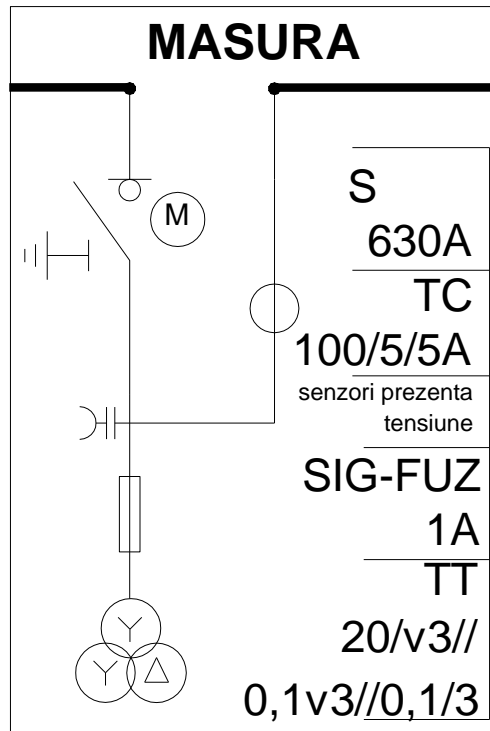 MASURA
M
S
630A
TC
100/5/5A
senzori prezenta
tensiune
SIG-FUZ
1A
TT
20/v3//
0,1v3//0,1/3